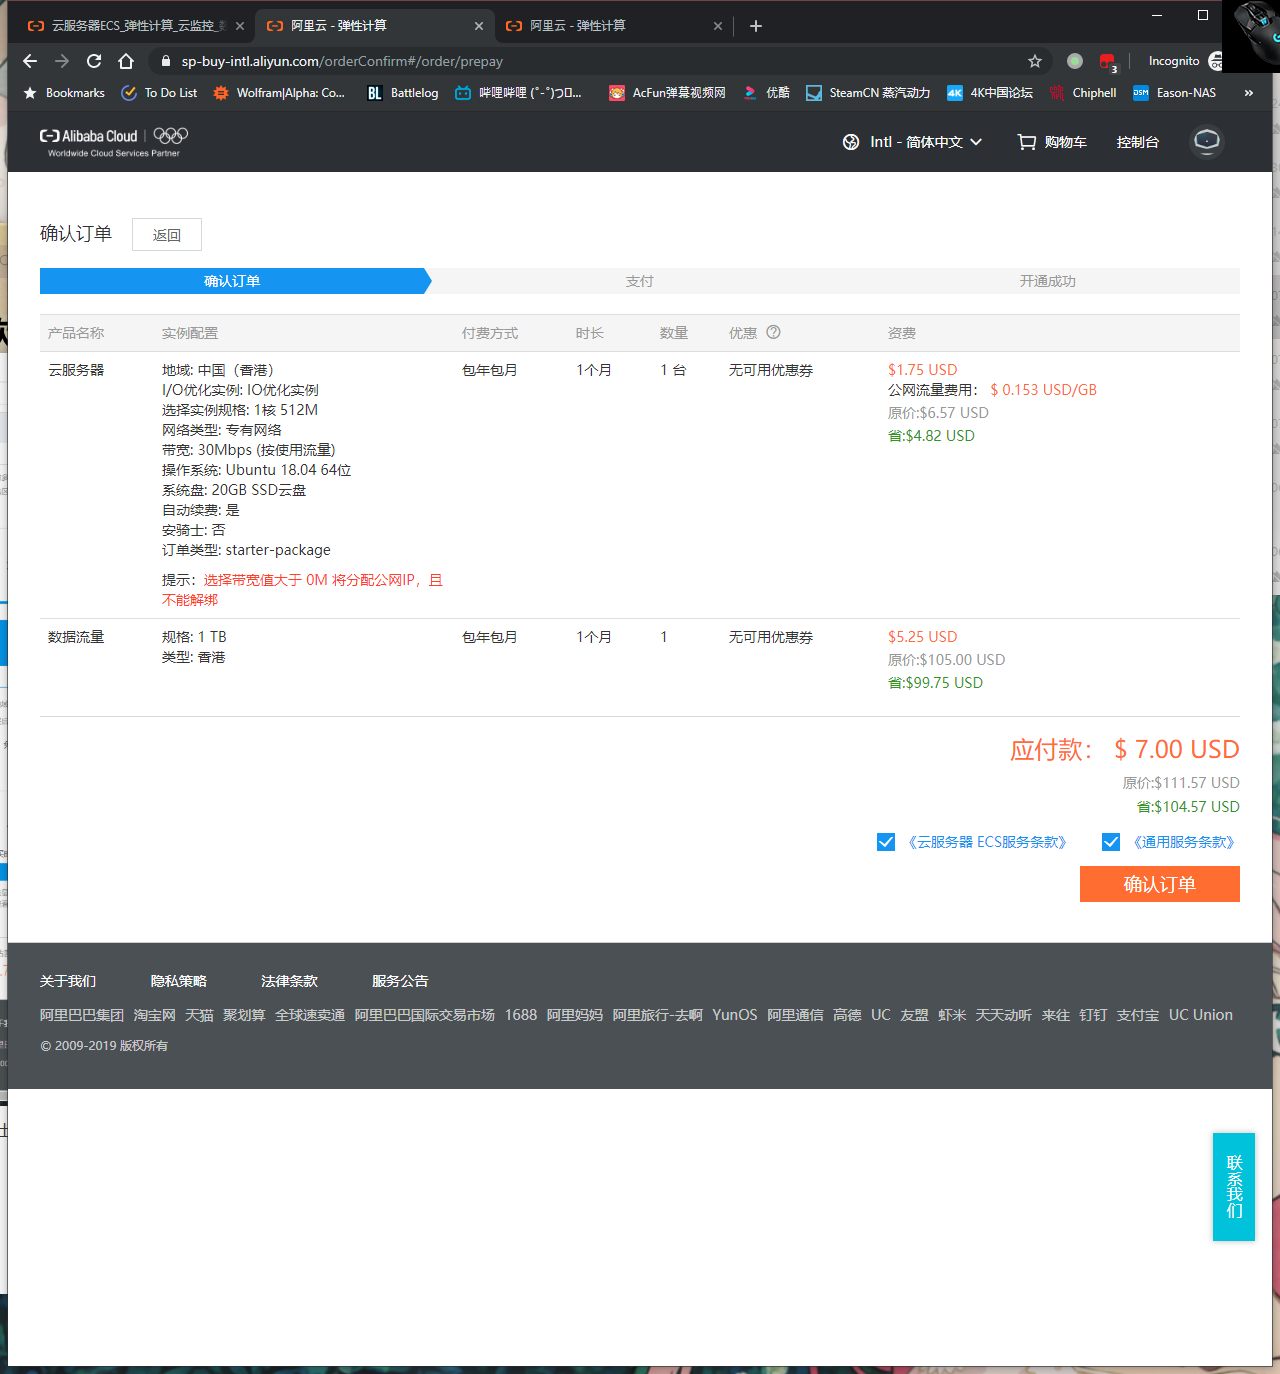 云服务器ECS_弹性计算_云监控_
阿里云 - 弹性计算
阿里云 - 弹性计算
sp-buy-intl.aliyun.com/orderConfirm#/order/prepay
3
Incognito
Bookmarks
To Do List
Wolfram|Alpha: Co...
BL
Battlelog
哔哩哔哩 (゜-゜)つロ...
AcFun弹幕视频网
优酷
SteamCN 蒸汽动力
4K
4K中国论坛
Chiphell
DSM
Eason-NAS
»
Alibaba Cloud
Worldwide Cloud Services Partner
Intl - 简体中文
购物车
控制台
确认订单
返回
确认订单
支付
开通成功
产品名称 实例配置 付费方式 时长 数量 优惠 资费
云服务器
地域: 中国（香港）
I/O优化实例: IO优化实例
选择实例规格: 1核 512M
网络类型: 专有网络
带宽: 30Mbps (按使用流量)
操作系统: Ubuntu 18.04 64位
系统盘: 20GB SSD云盘
自动续费: 是
安骑士: 否
订单类型: starter-package
提示：选择带宽值大于 0M 将分配公网IP，且
不能解绑
包年包月
1个月
1 台
无可用优惠券
$1.75 USD
公网流量费用： $ 0.153 USD/GB
原价:$6.57 USD
省:$4.82 USD
数据流量
规格: 1 TB
类型: 香港
包年包月
1个月
1
无可用优惠券
$5.25 USD
原价:$105.00 USD
省:$99.75 USD
应付款： $ 7.00 USD
原价:$111.57 USD
省:$104.57 USD
《云服务器 ECS服务条款》
《通用服务条款》
确认订单
关于我们 隐私策略 法律条款 服务公告
阿里巴巴集团 淘宝网 天猫 聚划算 全球速卖通 阿里巴巴国际交易市场 1688 阿里妈妈 阿里旅行-去啊 YunOS 阿里通信 高德 UC 友盟 虾米 天天动听 来往 钉钉 支付宝 UC Union
© 2009-2019 版权所有
联系我们